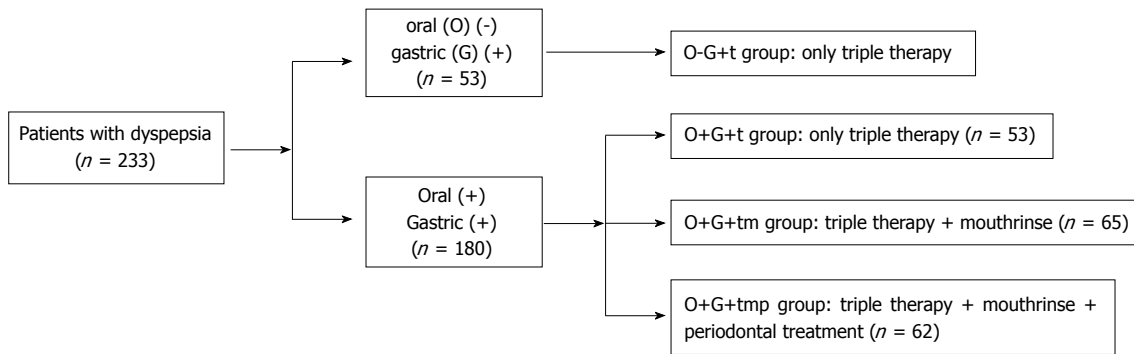 Patients with dyspepsia
(n = 233)
oral (O) (-)
gastric (G) (+)
(n = 53)
Oral (+)
Gastric (+)
(n = 180)
O-G+t group: only triple therapy
O+G+t group: only triple therapy (n = 53)
O+G+tm group: triple therapy + mouthrinse (n = 65)
O+G+tmp group: triple therapy + mouthrinse +
periodontal treatment (n = 62)